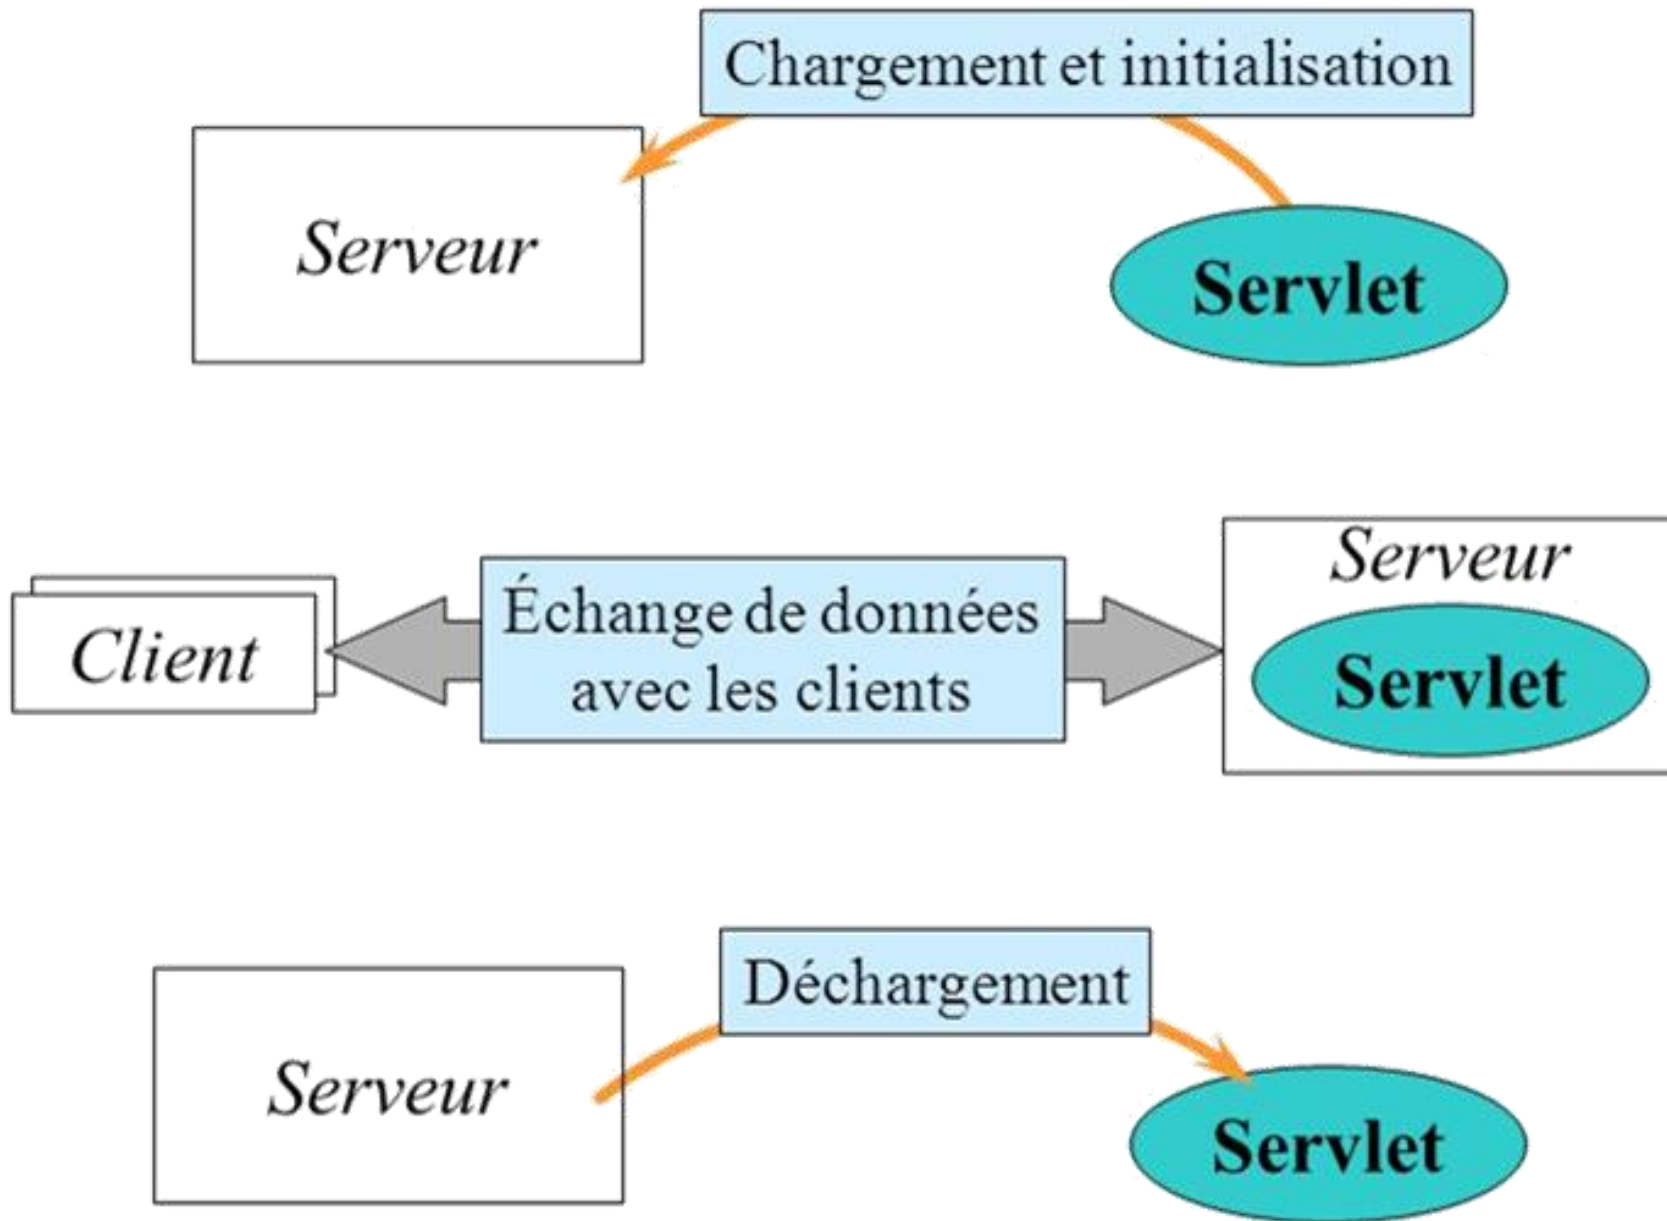 Chargement et initialisation
Serveur
Servlet
Serveur
Client
Échange de données
avec les clients
Servlet
Déchargement
Serveur
Servlet